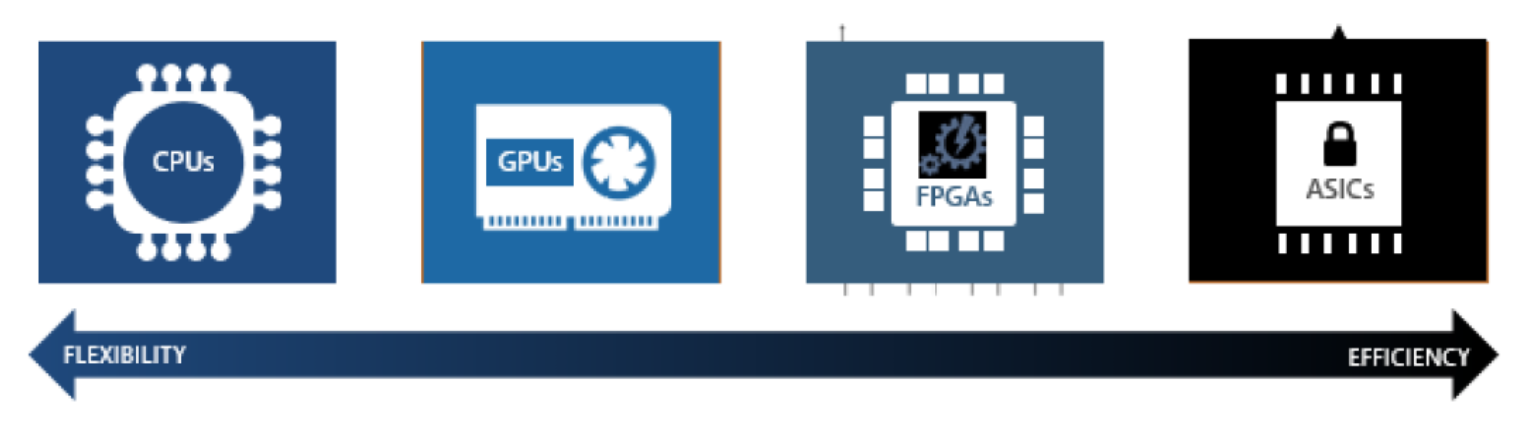 CPUs
GPUs
FPGAs
ASICs
FLEXIBILITY
EFFICIENCY